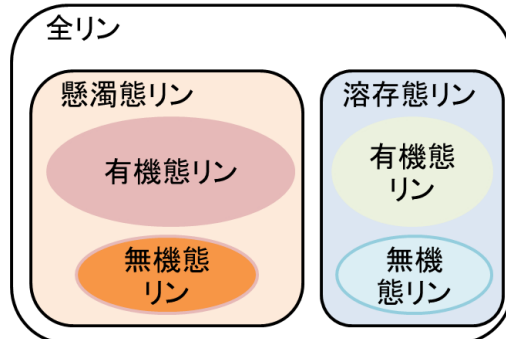 全リン
懸濁態リン
有機態リン
無機態
リン
溶存態リン
有機態
リン
無機
態リン